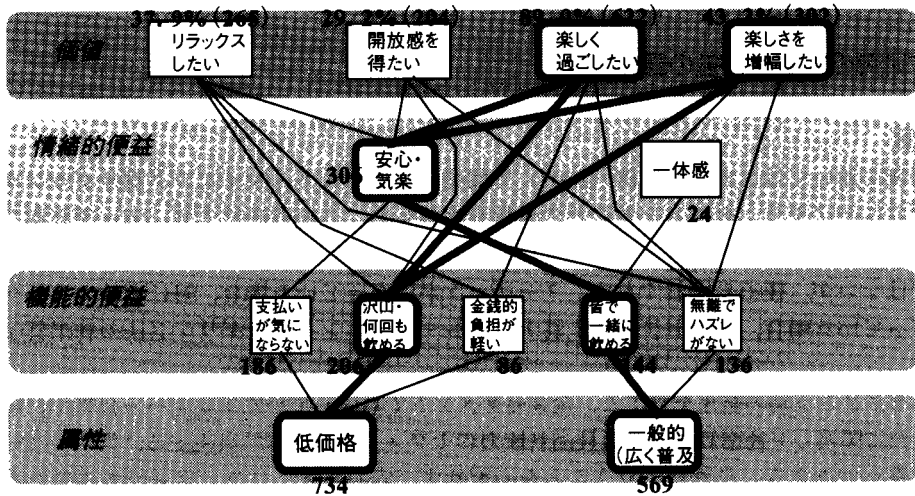 価値
リラックス
したい
開放感を
得たい
楽しく
過ごしたい
楽しさを
増幅したい
情緒的便益
安心・
気楽
一体感
24
機能的便益
支払い
が気に
ならない
186
沢山・
何回も
飲める
206
金銭的
負担が
軽い
86
皆で
一緒に
飲める
無難で
ハズレ
がない
136
属性
低価格
734
一般的
(広く普及
569